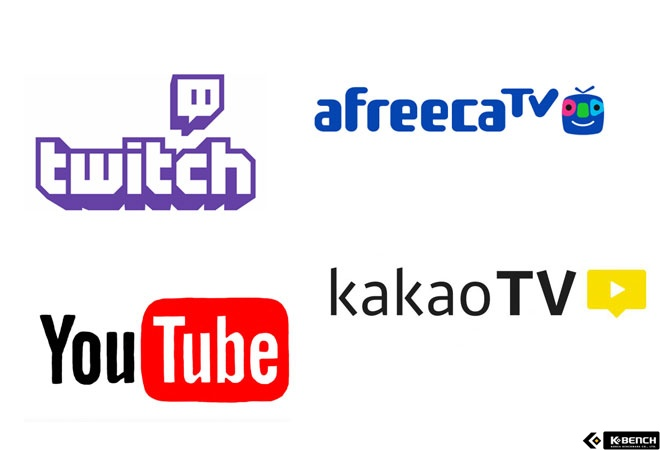 twitch
afreecaTV
YouTube
kakaoTV
K-BENCH